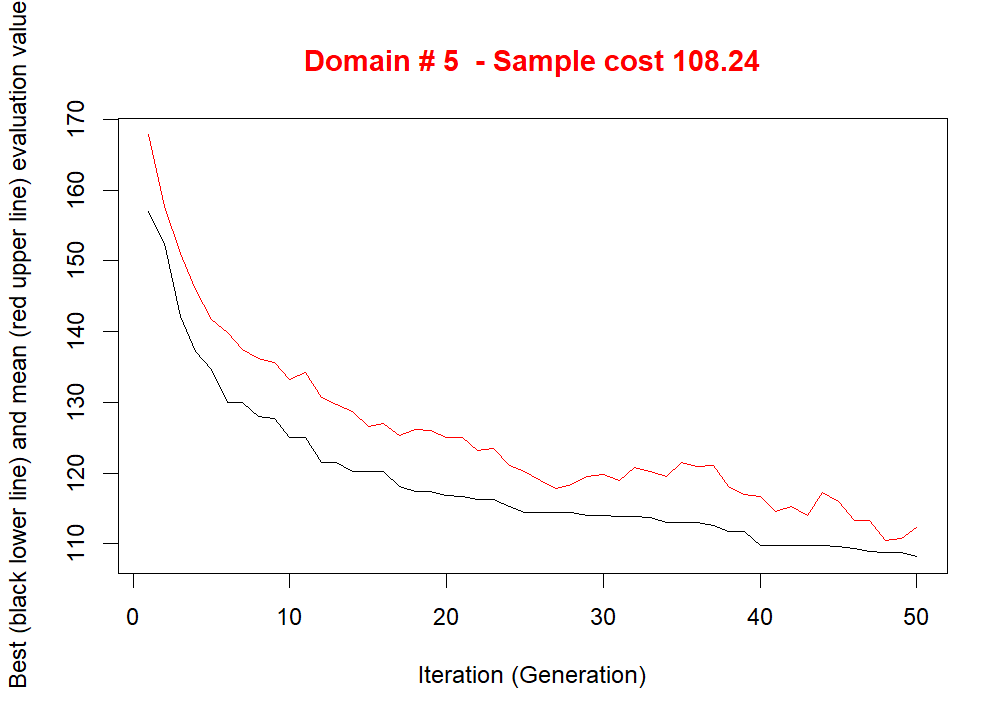 Domain # 5  - Sample cost 108.24
Best (black lower line) and mean (red upper line) evaluation value
170
160
150
140
130
120
110
0 10 20 30 40 50
Iteration (Generation)